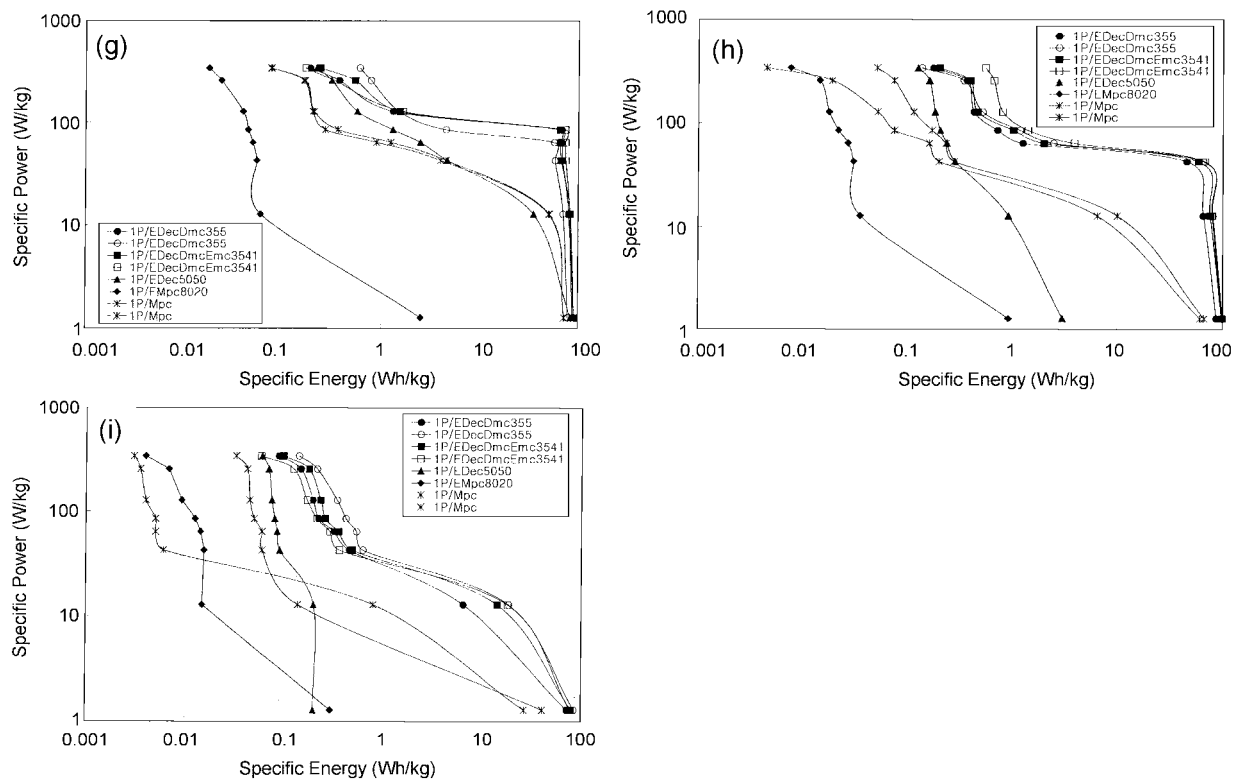 (g)
1000
100
10
1
Specific Power (W/kg)
1P/EDecDmc355
1P/EDecDmc355
1P/EDecDmcEmc3541
1P/EDecDmcEmc3541
1P/EDec5050
1P/EMpc8020
1P/Mpc
1P/Mpc
0.001
0.01
0.1
1
10
100
Specific Energy (Wh/kg)
(h)
1000
100
10
1
Specific Power (W/kg)
1P/EDecDmc355
1P/EDecDmc355
1P/EDecDmcEmc3541
1P/EDecDmcEmc3541
1P/EDec5050
1P/EMpc8020
1P/Mpc
1P/Mpc
0.001
0.01
0.1
1
10
100
Specific Energy (Wh/kg)
(i)
1000
100
10
1
Specific Power (W/kg)
1P/EDecDmc355
1P/EDecDmc355
1P/EDecDmcEmc3541
1P/EDecDmcEmc3541
1P/EDec5050
1P/EMpc8020
1P/Mpc
1P/Mpc
0.001
0.01
0.1
1
10
100
Specific Energy (Wh/kg)